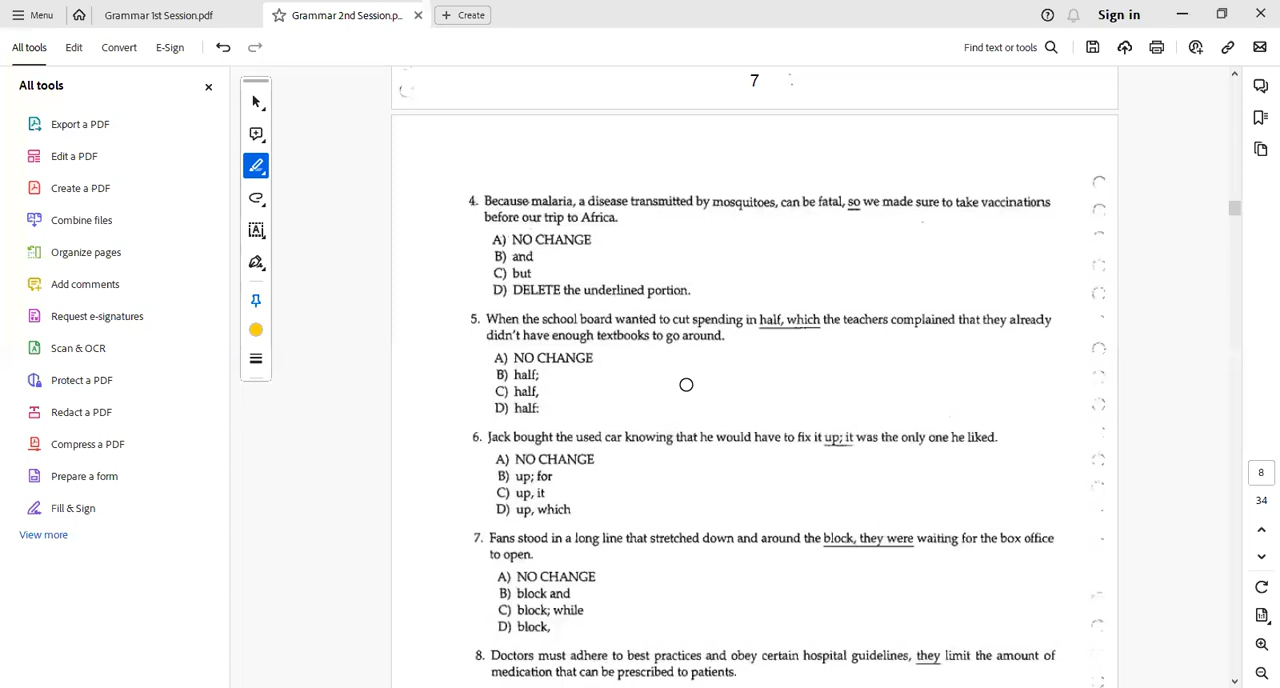 Menu
Grammar 1st Session.pdf
Grammar 2nd Session.p...
Create
Sign in
All tools
Edit
Convert
E-Sign
Find text or tools
All tools
Export a PDF
Edit a PDF
Create a PDF
Combine files
Organize pages
Add comments
Request e-signatures
Scan & OCR
Protect a PDF
Redact a PDF
Compress a PDF
Prepare a form
Fill & Sign
View more
7
4. Because malaria, a disease transmitted by mosquitoes, can be fatal, so we made sure to take vaccinations
before our trip to Africa.
A) NO CHANGE
B) and
C) but
D) DELETE the underlined portion.
5. When the school board wanted to cut spending in half, which the teachers complained that they already
didn't have enough textbooks to go around.
A) NO CHANGE
B) half;
C) half,
D) half:
6. Jack bought the used car knowing that he would have to fix it up; it was the only one he liked.
A) NO CHANGE
B) up; for
C) up, it
D) up, which
7. Fans stood in a long line that stretched down and around the block, they were waiting for the box office
to open.
A) NO CHANGE
B) block and
C) block; while
D) block,
8. Doctors must adhere to best practices and obey certain hospital guidelines, they limit the amount of
medication that can be prescribed to patients.
8
34